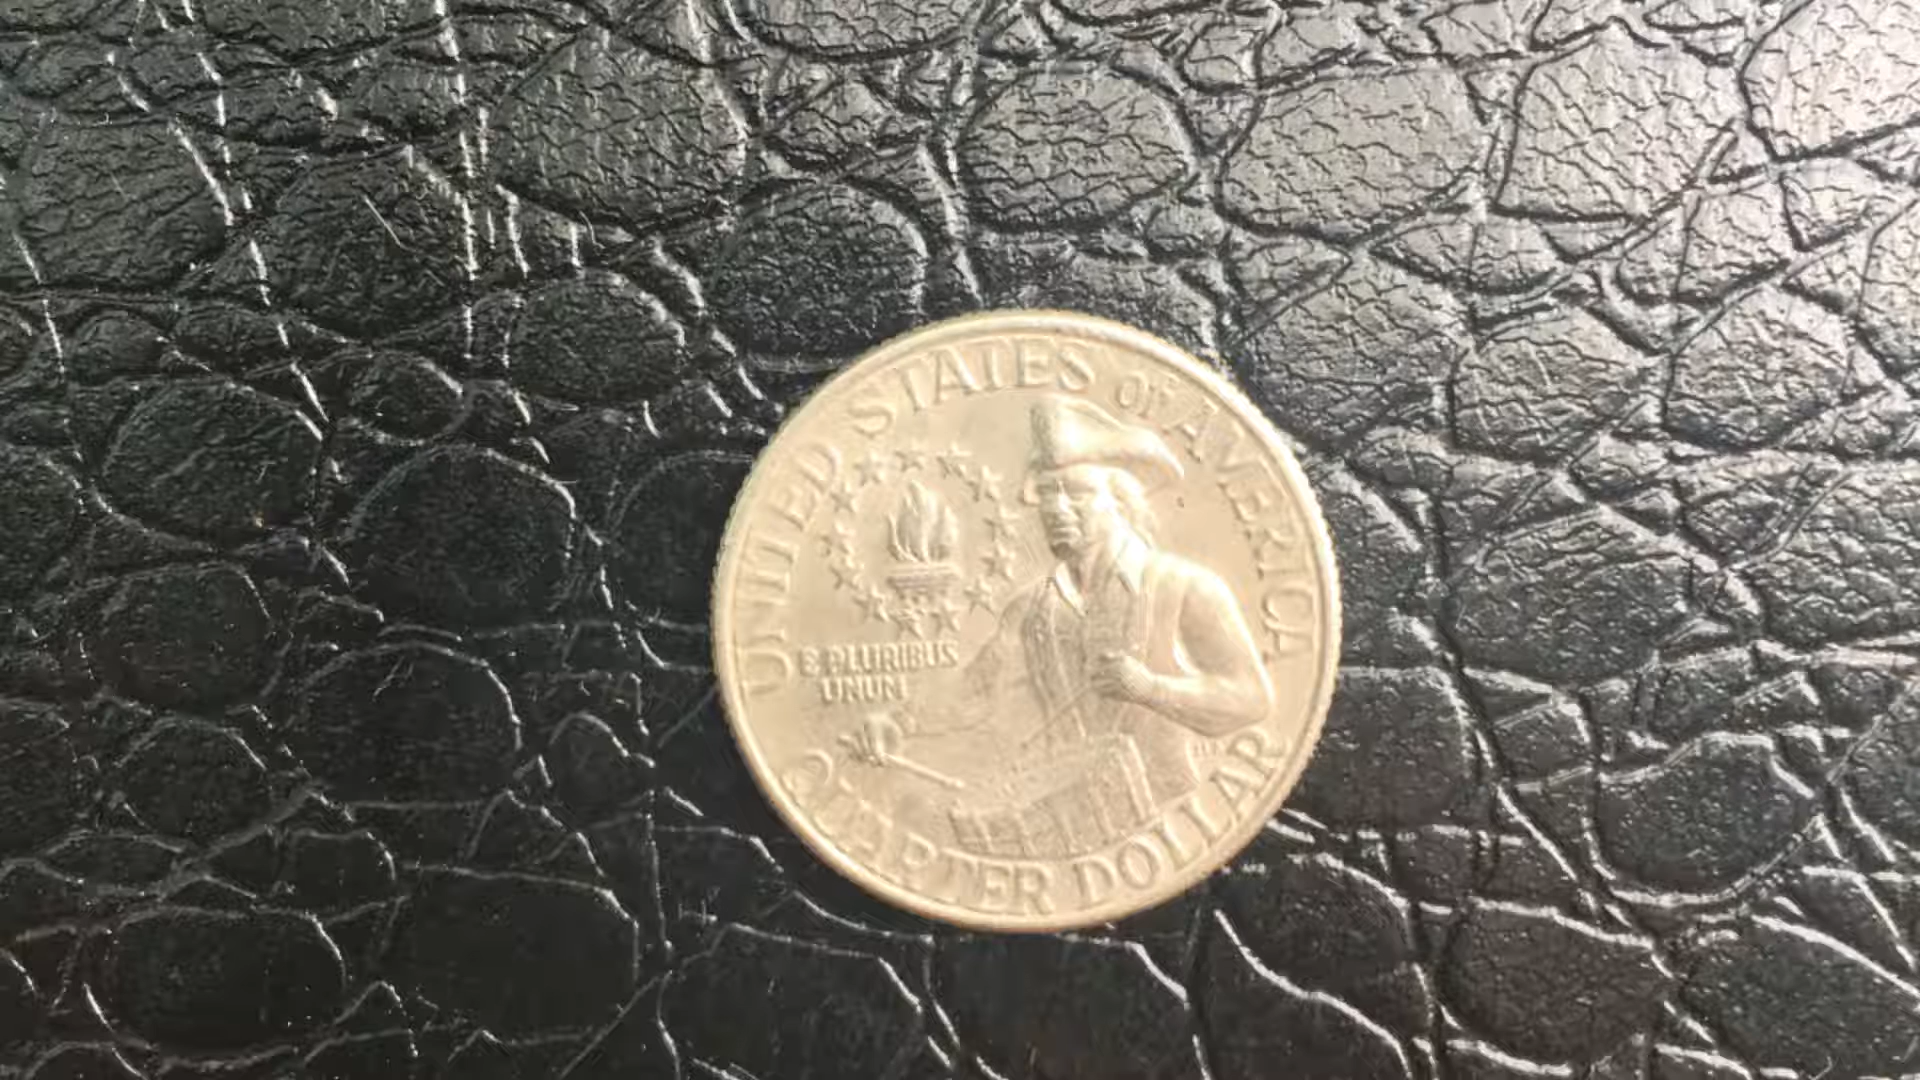 UNITED STATES OF AMERICA
E PLURIBUS
UNUM
QUARTER DOLLAR